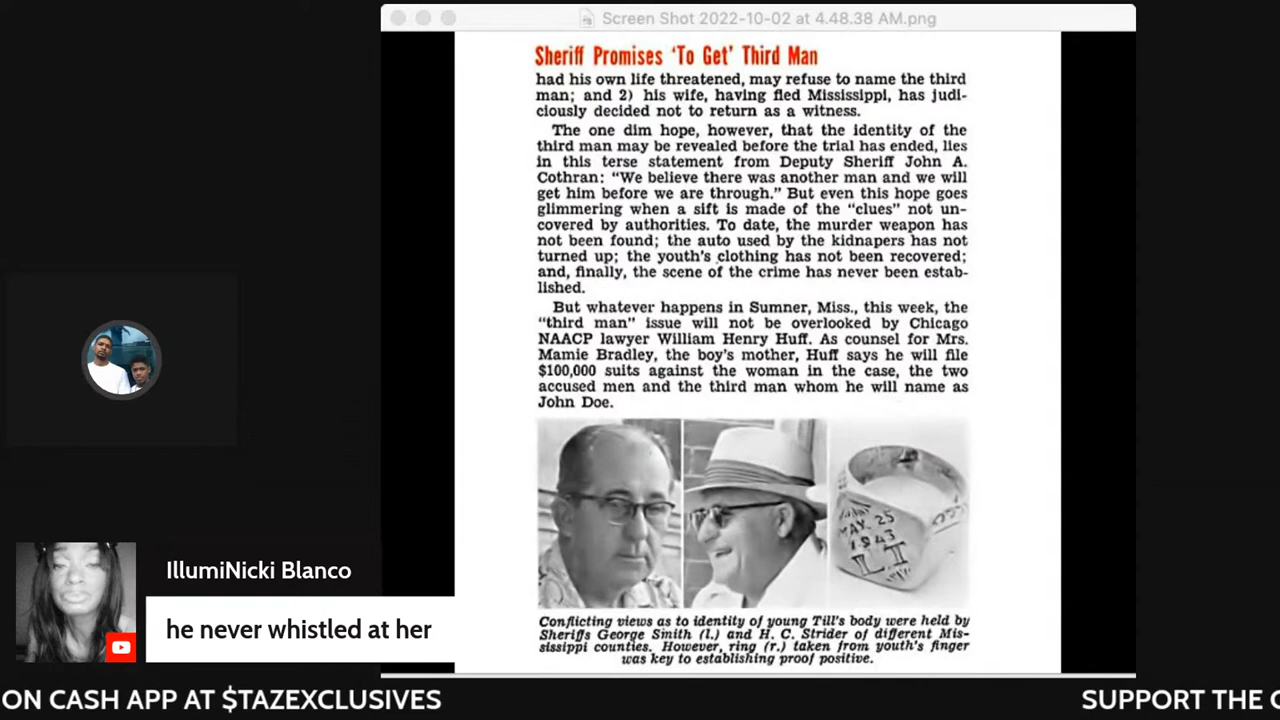 Screen Shot 2022-10-02 at 4.48.38 AM.png
Sheriff Promises ‘To Get’ Third Man
had his own life threatened, may refuse to name the third
man; and 2) his wife, having fled Mississippi, has judi-
ciously decided not to return as a witness.
The one dim hope, however, that the identity of the
third man may be revealed before the trial has ended, lies
in this terse statement from Deputy Sheriff John A.
Cothran: “We believe there was another man and we will
get him before we are through.” But even this hope goes
glimmering when a sift is made of the “clues” not un-
covered by authorities. To date, the murder weapon has
not been found; the auto used by the kidnapers has not
turned up; the youth’s clothing has not been recovered;
and, finally, the scene of the crime has never been estab-
lished.
But whatever happens in Sumner, Miss., this week, the
“third man” issue will not be overlooked by Chicago
NAACP lawyer William Henry Huff. As counsel for Mrs.
Mamie Bradley, the boy’s mother, Huff says he will file
$100,000 suits against the woman in the case, the two
accused men and the third man whom he will name as
John Doe.
MAY. 25
1943
LT
Conflicting views as to identity of young Till’s body were held by
Sheriffs George Smith (l.) and H. C. Strider of different Mis-
sissippi counties. However, ring (r.) taken from youth’s finger
was key to establishing proof positive.
IllumiNicki Blanco
he never whistled at her
ON CASH APP AT $TAZEXCLUSIVES
SUPPORT THE